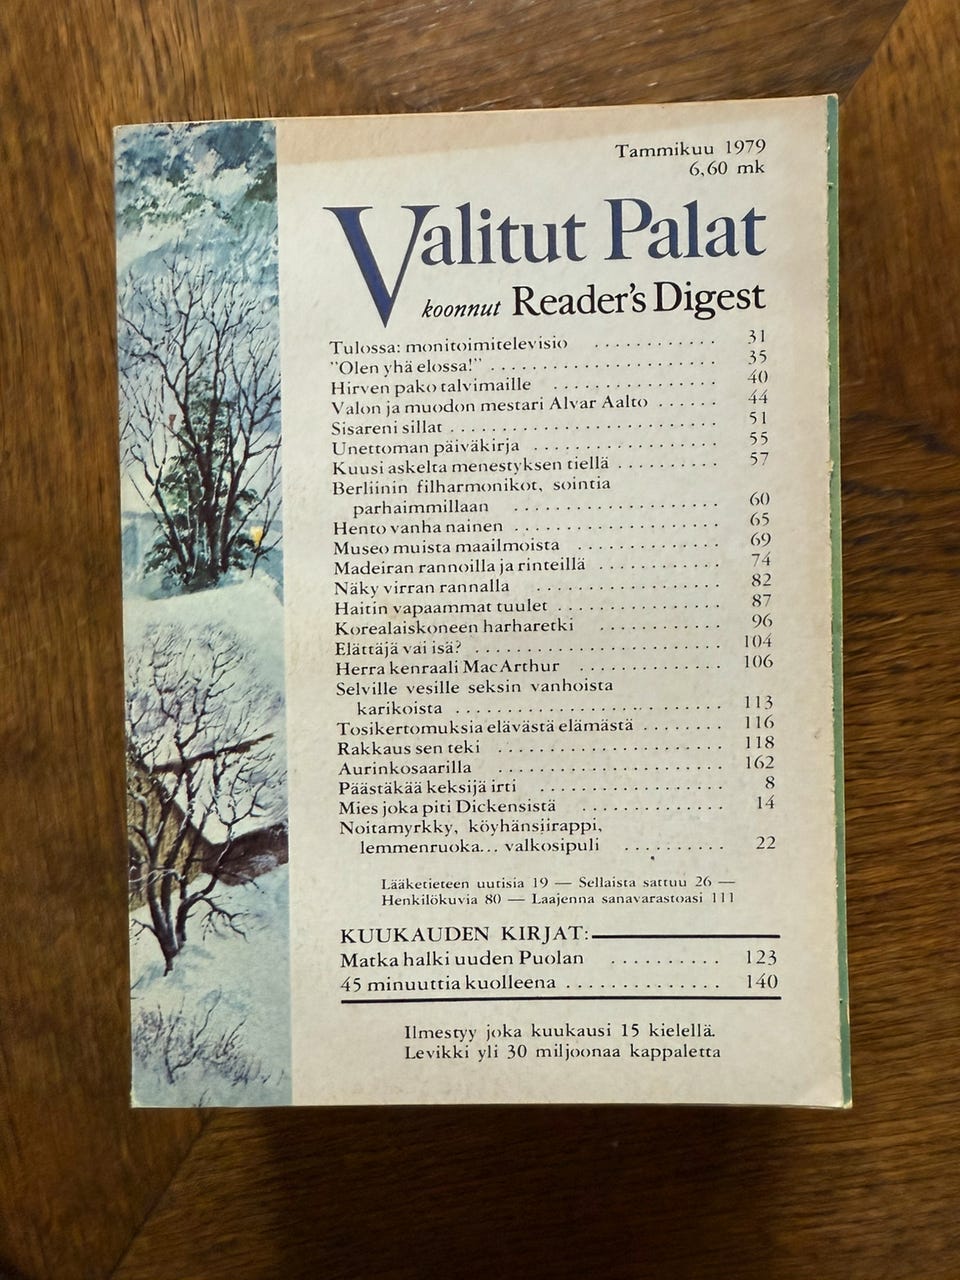 Tammikuu 1979
6,60 mk
Valitut Palat
koonnut Reader's Digest
Tulossa: monitoimitelevisio . . . . . . . . . . . 31
"Olen yhä elossa!" . . . . . . . . . . . . . . . . . . . . 35
Hirven pako talvimaille . . . . . . . . . . . . . . 40
Valon ja muodon mestari Alvar Aalto . . . . . . 44
Sisareni sillat . . . . . . . . . . . . . . . . . . . . . . . . 51
Unettoman päiväkirja . . . . . . . . . . . . . . . . 55
Kuusi askelta menestyksen tiellä . . . . . . . . . 57
Berliinin filharmonikot, sointia
parhaimmillaan . . . . . . . . . . . . . . . . . . 60
Hento vanha nainen . . . . . . . . . . . . . . . . . . 65
Museo muista maailmoista . . . . . . . . . . . . 69
Madeiran rannoilla ja rinteillä . . . . . . . . . . . 74
Näky virran rannalla . . . . . . . . . . . . . . . . 82
Haitin vapaammat tuulet . . . . . . . . . . . . . . 87
Korealaiskoneen harharetki . . . . . . . . . . . 96
Elättäjä vai isä? . . . . . . . . . . . . . . . . . . . . . . 104
Herra kenraali MacArthur . . . . . . . . . . . . 106
Selville vesille seksin vanhoista
karikoista . . . . . . . . . . . . . . . . . . . . . . . . 113
Tosikertomuksia elävästä elämästä . . . . . . . 116
Rakkaus sen teki . . . . . . . . . . . . . . . . . . . . 118
Aurinkosaarilla . . . . . . . . . . . . . . . . . . . . 162
Päästäkää keksijä irti . . . . . . . . . . . . . . . . 8
Mies joka piti Dickensistä . . . . . . . . . . . . 14
Noitamyrkky, köyhänsiirappi,
lemmenruoka... valkosipuli . . . . . . . . . 22
Lääketieteen uutisia 19 — Sellaista sattuu 26 —
Henkilökuvia 80 — Laajenna sanavarastoasi 111
KUUKAUDEN KIRJAT:
Matka halki uuden Puolan . . . . . . . . . . 123
45 minuuttia kuolleena . . . . . . . . . . . . . . 140
Ilmestyy joka kuukausi 15 kielellä.
Levikki yli 30 miljoonaa kappaletta